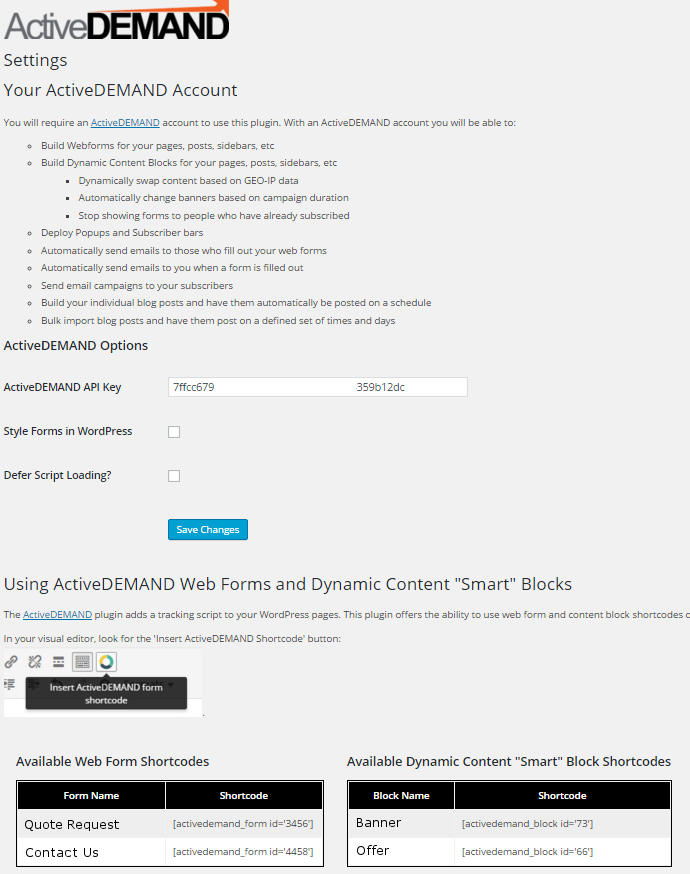 ActiveDEMAND
Settings
Your ActiveDEMAND Account
You will require an ActiveDEMAND account to use this plugin. With an ActiveDEMAND account you will be able to:
Build Webforms for your pages, posts, sidebars, etc
Build Dynamic Content Blocks for your pages, posts, sidebars, etc
Dynamically swap content based on GEO-IP data
Automatically change banners based on campaign duration
Stop showing forms to people who have already subscribed
Deploy Popups and Subscriber bars
Automatically send emails to those who fill out your web forms
Automatically send emails to you when a form is filled out
Send email campaigns to your subscribers
Build your individual blog posts and have them automatically be posted on a schedule
Bulk import blog posts and have them post on a defined set of times and days
ActiveDEMAND Options
ActiveDEMAND API Key 7ffcc679 359b12dc
Style Forms in WordPress
Defer Script Loading?
Save Changes
Using ActiveDEMAND Web Forms and Dynamic Content "Smart" Blocks
The ActiveDEMAND plugin adds a tracking script to your WordPress pages. This plugin offers the ability to use web form and content block shortcodes
In your visual editor, look for the 'Insert ActiveDEMAND Shortcode' button:
Insert ActiveDEMAND form
shortcode
Available Web Form Shortcodes Available Dynamic Content "Smart" Block Shortcodes
Form Name Shortcode Block Name Shortcode
Quote Request [activedemand_form id='3456'] Banner [activedemand_block id='73']
Contact Us [activedemand_form id='4458'] Offer [activedemand_block id='66']